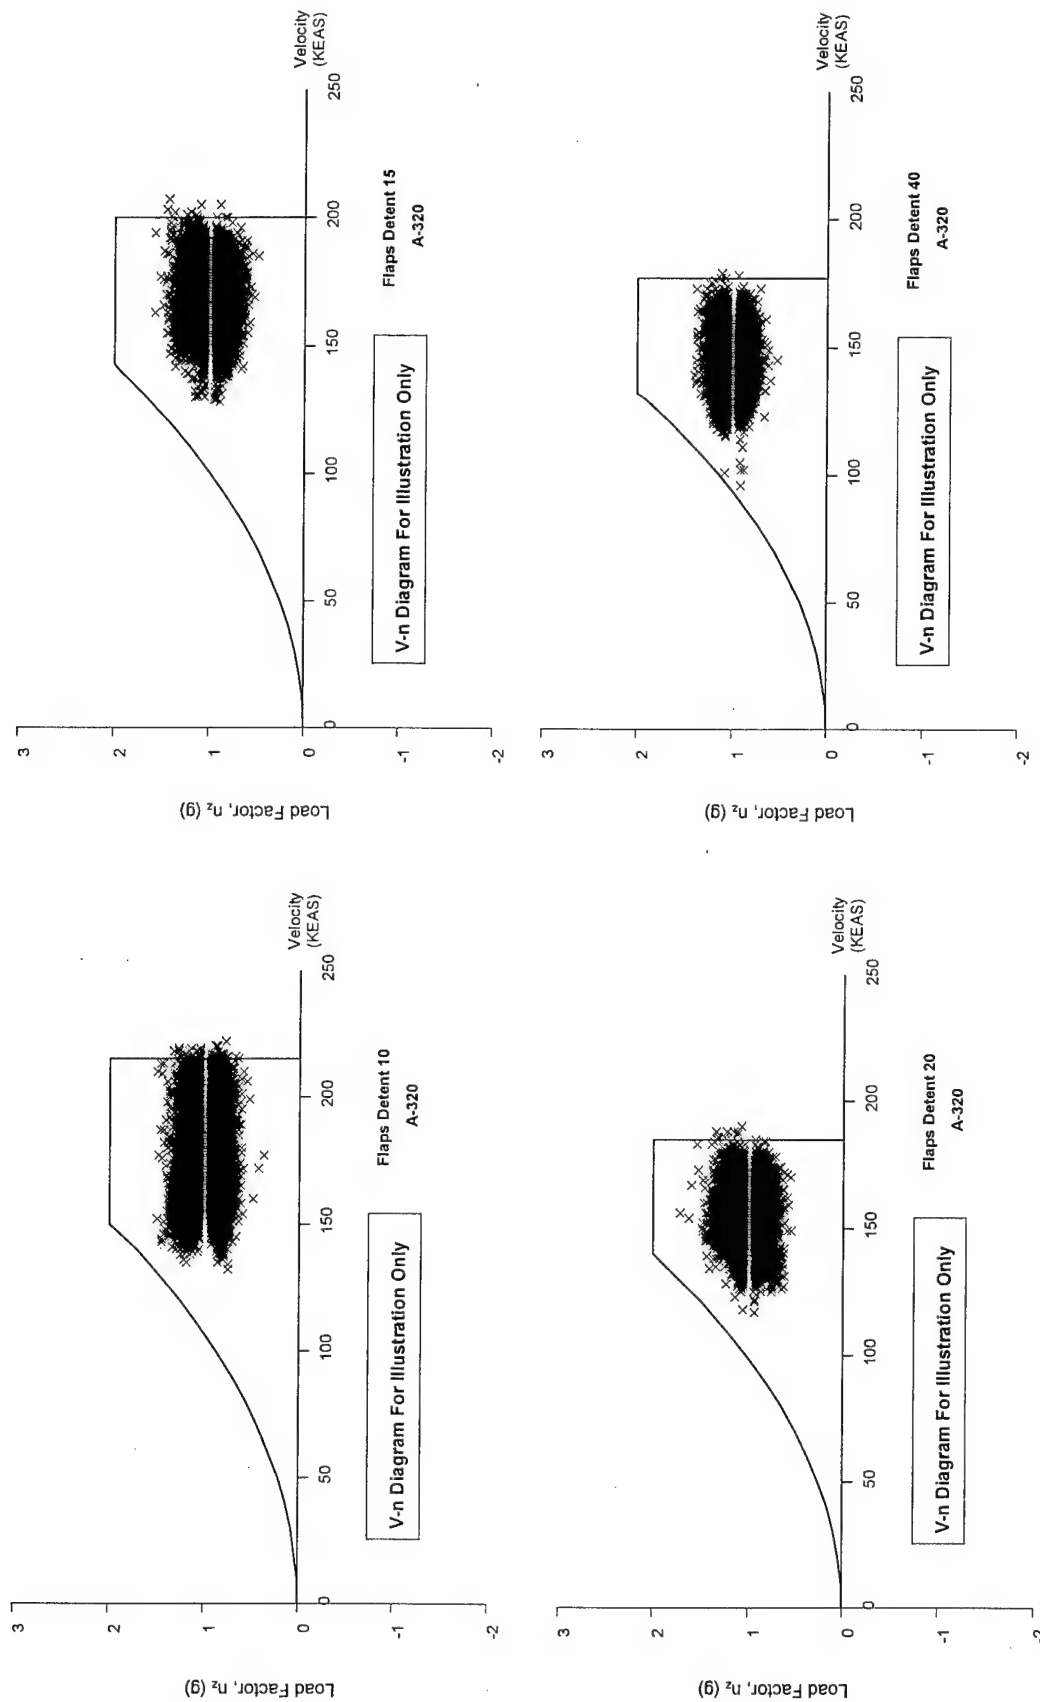 Load Factor, n_z (g)
3
2
1
0
-1
-2
0
50
100
150
200
250
Velocity
(KEAS)
V-n Diagram For Illustration Only
Flaps Detent 10
A-320
Load Factor, n_z (g)
3
2
1
0
-1
-2
0
50
100
150
200
250
Velocity
(KEAS)
V-n Diagram For Illustration Only
Flaps Detent 15
A-320
Load Factor, n_z (g)
3
2
1
0
-1
-2
0
50
100
150
200
250
Velocity
(KEAS)
V-n Diagram For Illustration Only
Flaps Detent 20
A-320
Load Factor, n_z (g)
3
2
1
0
-1
-2
0
50
100
150
200
250
Velocity
(KEAS)
V-n Diagram For Illustration Only
Flaps Detent 40
A-320